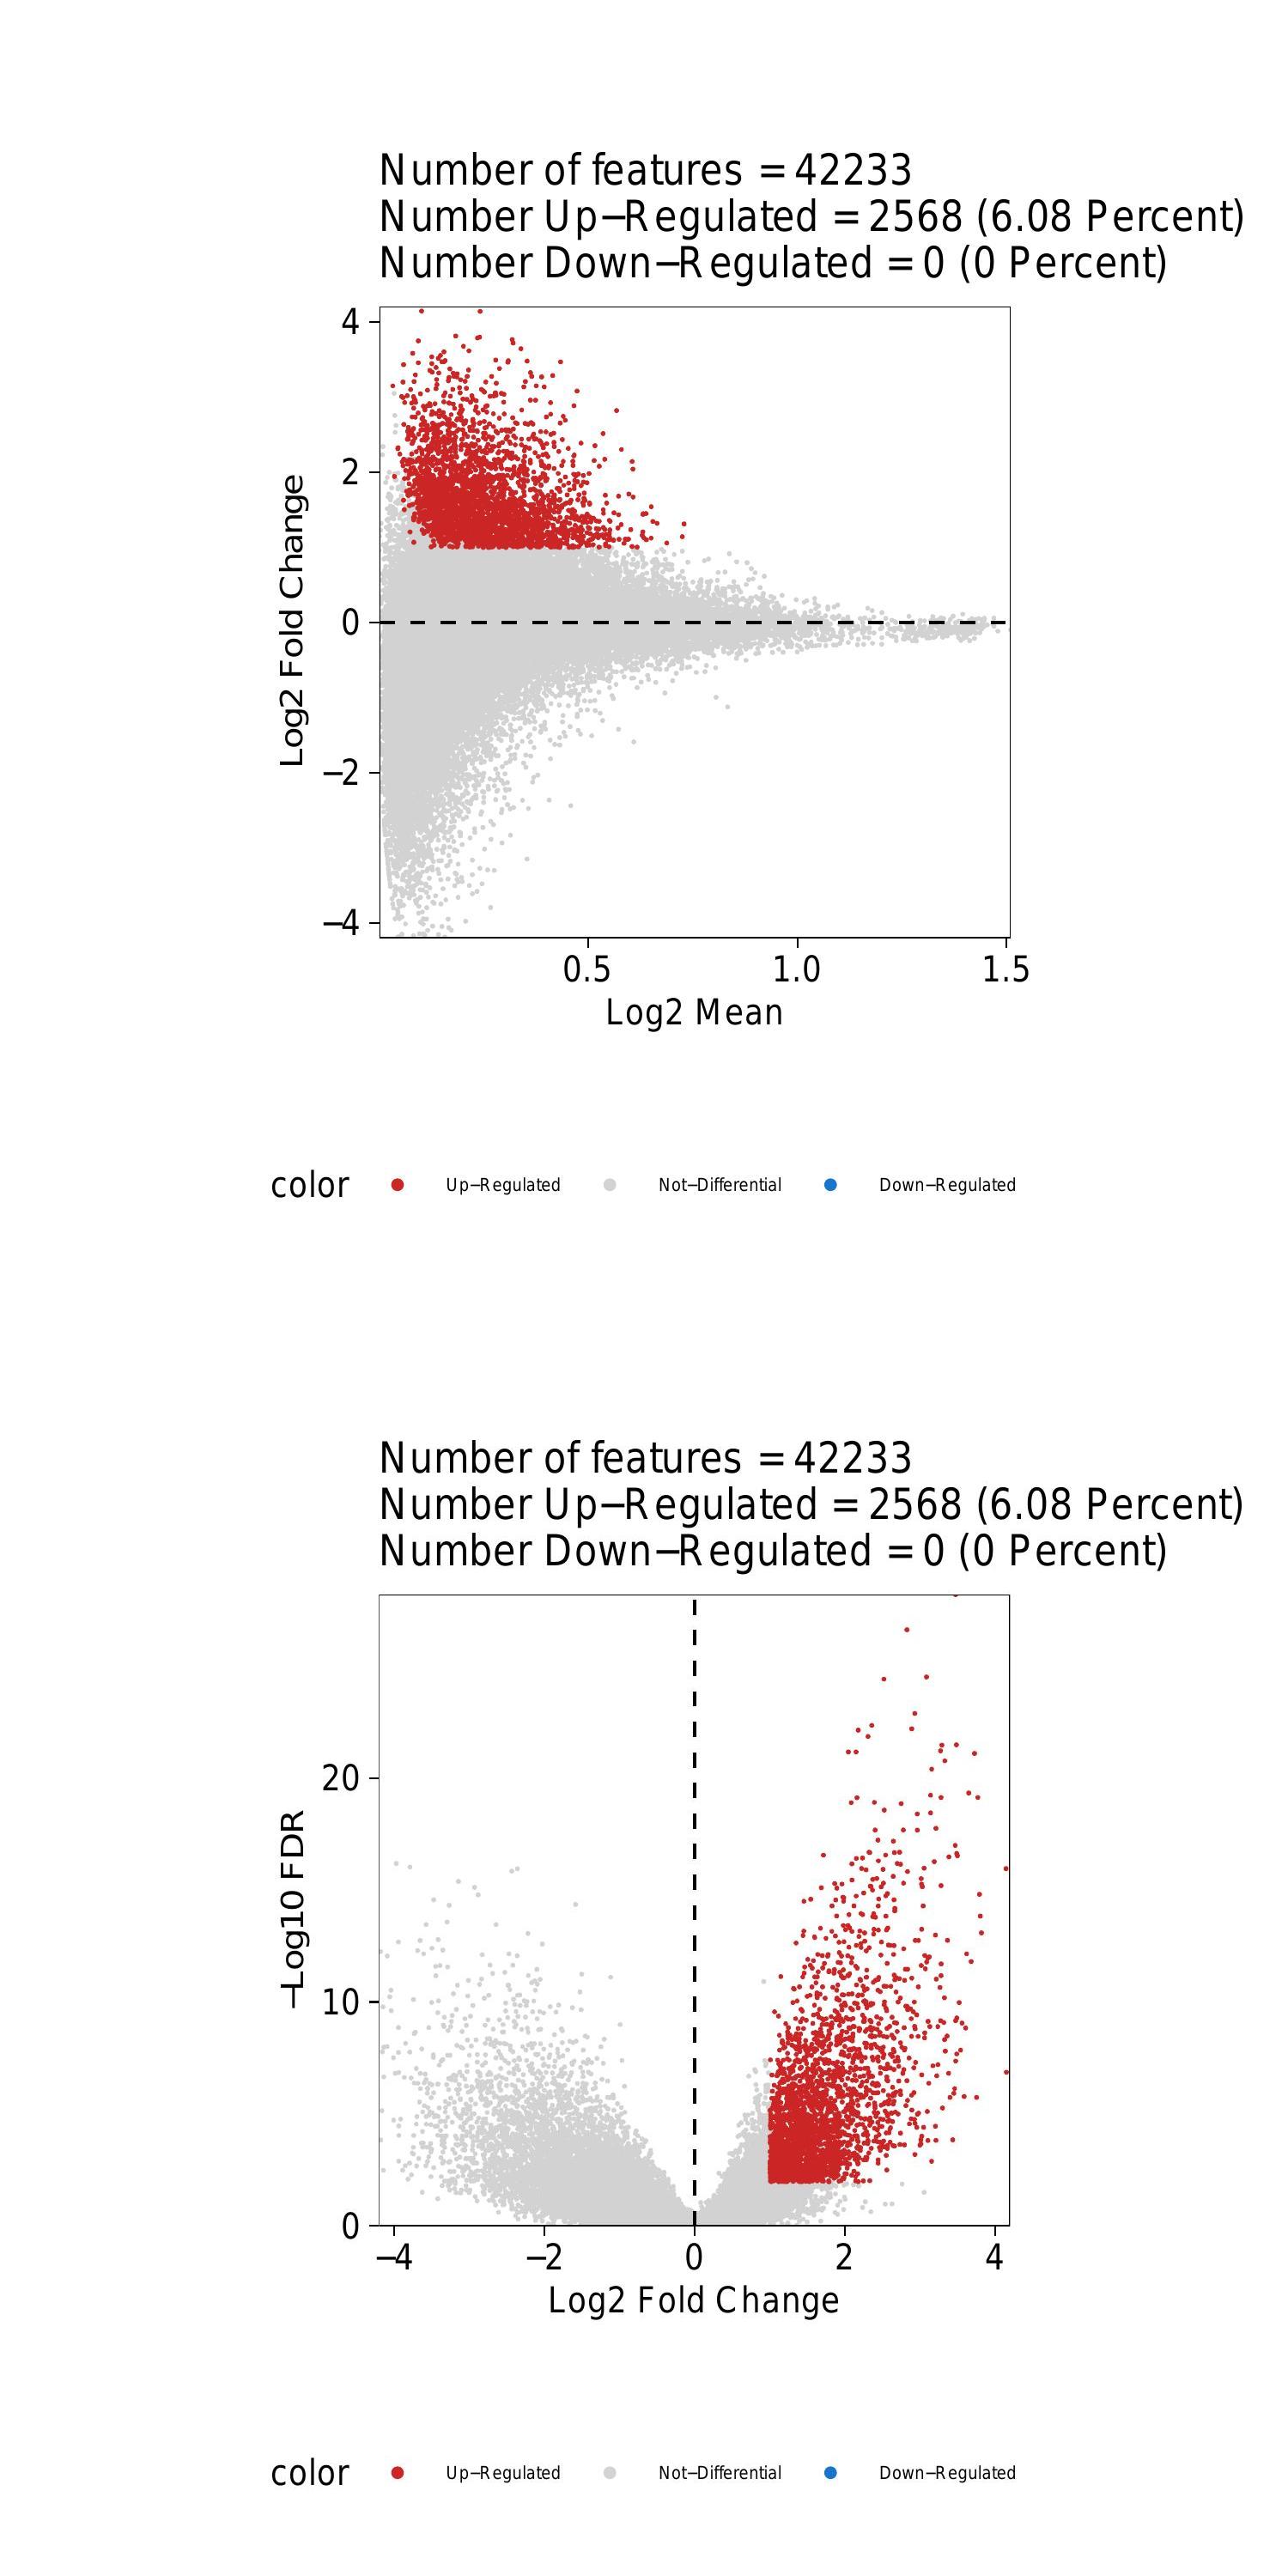 Number of features = 42233
Number Up−Regulated = 2568 (6.08 Percent)
Number Down−Regulated = 0 (0 Percent)
4
2
0
−2
−4
Log2 Fold Change
0.5 1.0 1.5
Log2 Mean
color Up−Regulated Not−Differential Down−Regulated
Number of features = 42233
Number Up−Regulated = 2568 (6.08 Percent)
Number Down−Regulated = 0 (0 Percent)
20
10
0
−Log10 FDR
−4 −2 0 2 4
Log2 Fold Change
color Up−Regulated Not−Differential Down−Regulated